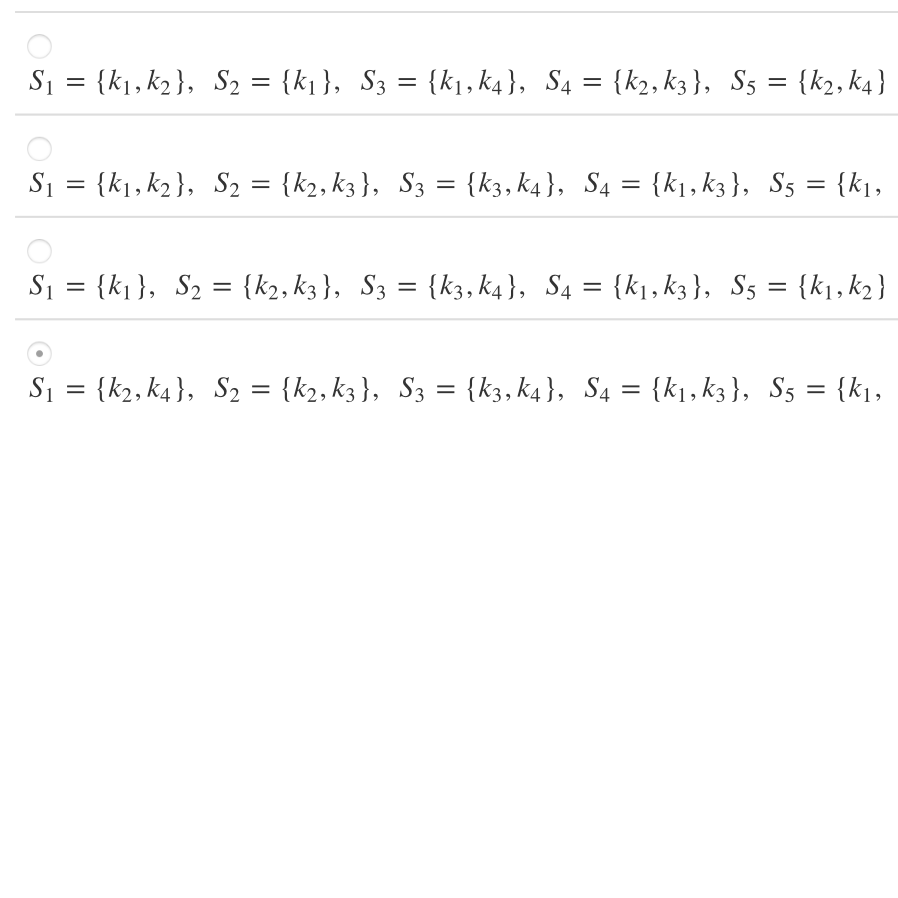 S₁ = {k₁, k₂}, S₂ = {k₁}, S₃ = {k₁, k₄}, S₄ = {k₂, k₃}, S₅ = {k₂, k₄}
S₁ = {k₁, k₂}, S₂ = {k₂, k₃}, S₃ = {k₃, k₄}, S₄ = {k₁, k₃}, S₅ = {k₁,
S₁ = {k₁}, S₂ = {k₂, k₃}, S₃ = {k₃, k₄}, S₄ = {k₁, k₃}, S₅ = {k₁, k₂}
S₁ = {k₂, k₄}, S₂ = {k₂, k₃}, S₃ = {k₃, k₄}, S₄ = {k₁, k₃}, S₅ = {k₁,